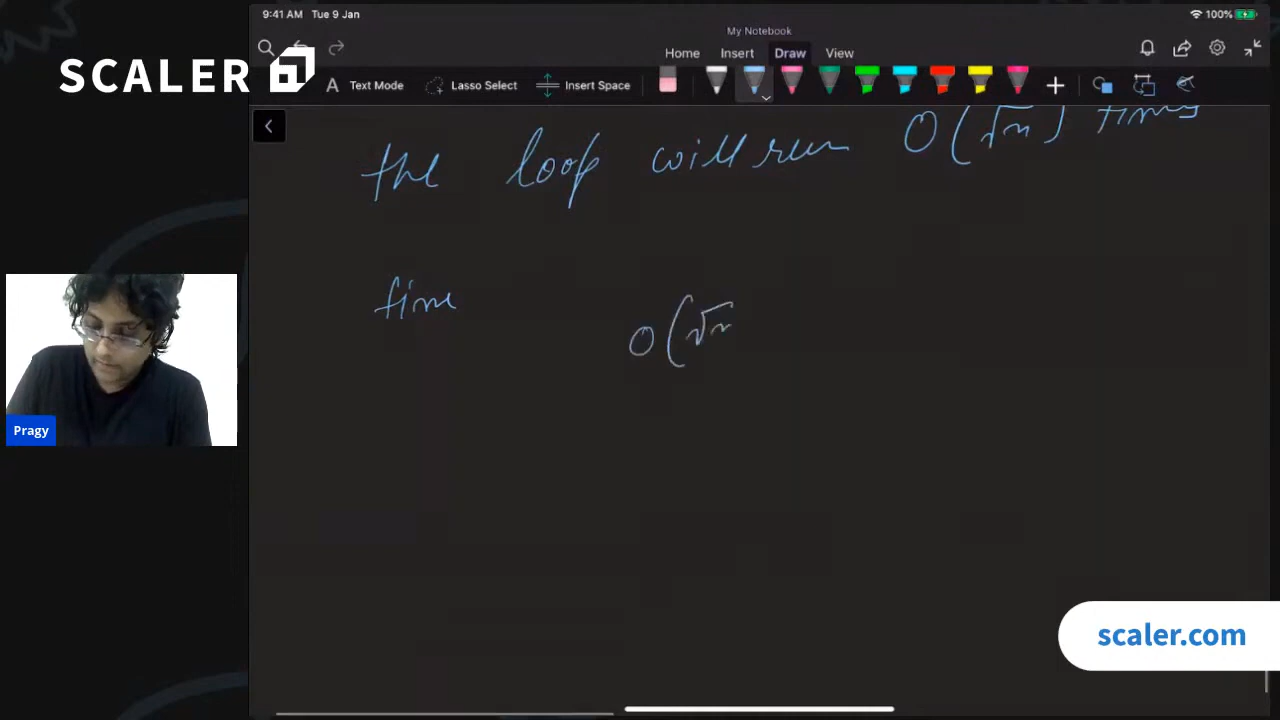 9:41 AM Tue 9 Jan
100%
My Notebook
SCALER
Home Insert Draw View
A Text Mode Lasso Select Insert Space
the loop will run O(√n) times
time O(√n
Pragy
scaler.com